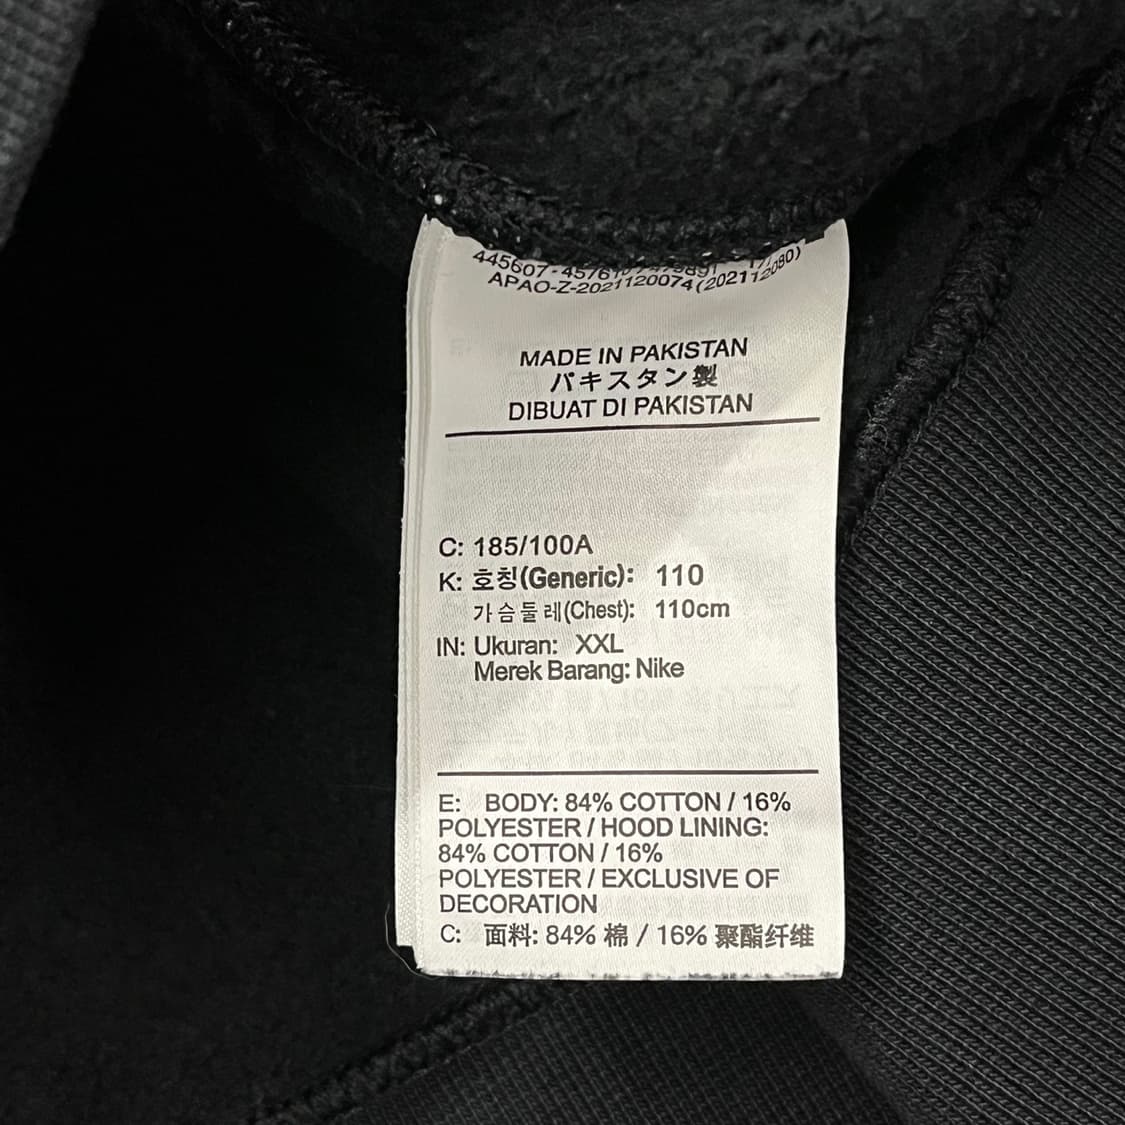 APAO-Z-2021120074(202112080)
MADE IN PAKISTAN
パキスタン製
DIBUAT DI PAKISTAN
C: 185/100A
K: 호칭(Generic): 110
가슴둘레(Chest): 110cm
IN: Ukuran: XXL
Merek Barang: Nike
E: BODY: 84% COTTON / 16%
POLYESTER / HOOD LINING:
84% COTTON / 16%
POLYESTER / EXCLUSIVE OF
DECORATION
C: 面料: 84% 棉 / 16% 聚酯纤维